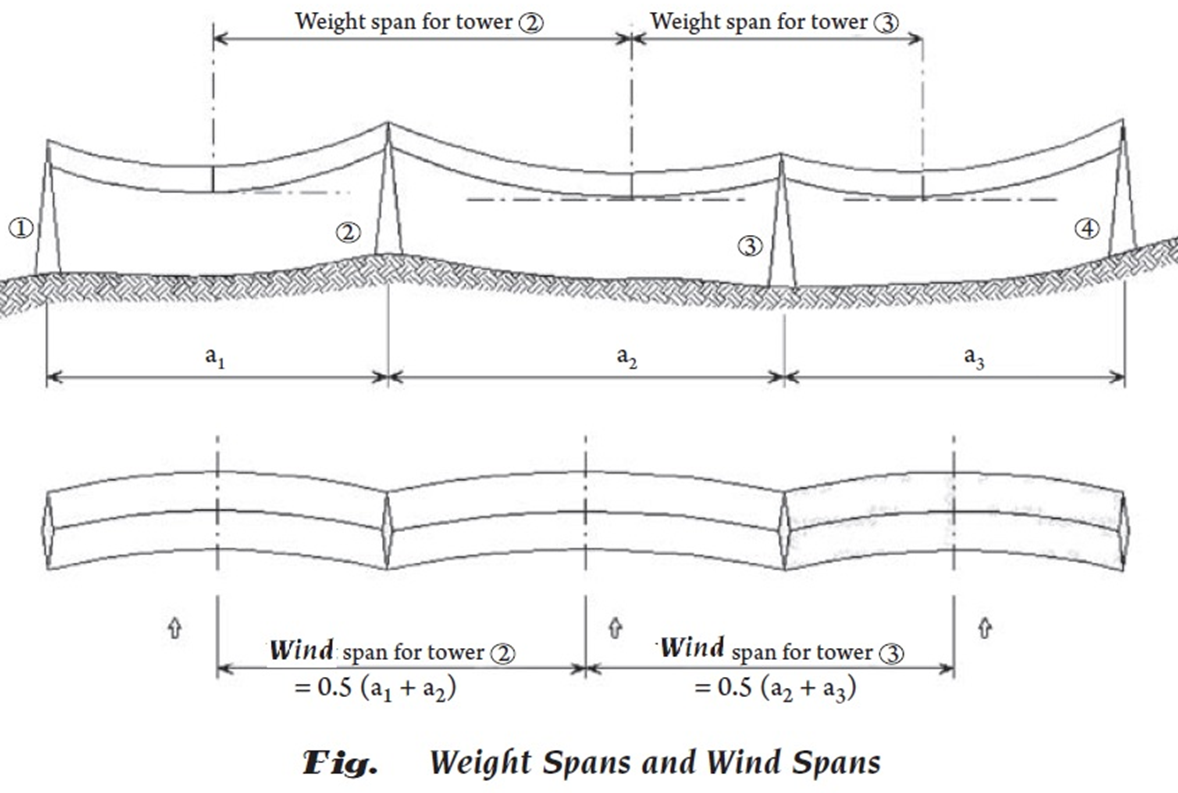 Weight span for tower ②
Weight span for tower ③
①
②
③
④
a₁
a₂
a₃
Wind span for tower ②
= 0.5 (a₁ + a₂)
Wind span for tower ③
= 0.5 (a₂ + a₃)
Fig. Weight Spans and Wind Spans